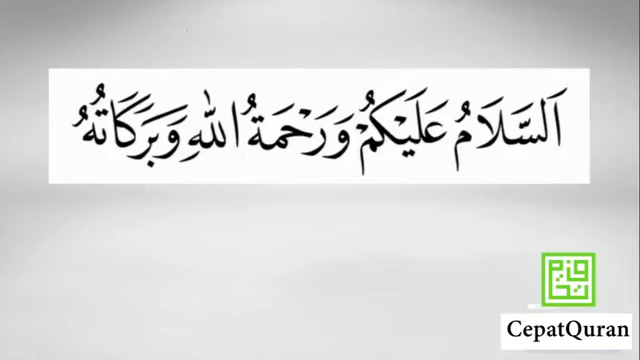 اَلسَّلَامُ عَلَيْكُمْ وَرَحْمَةُ اللهِ وَبَرَكَاتُهُ
CepatQuran